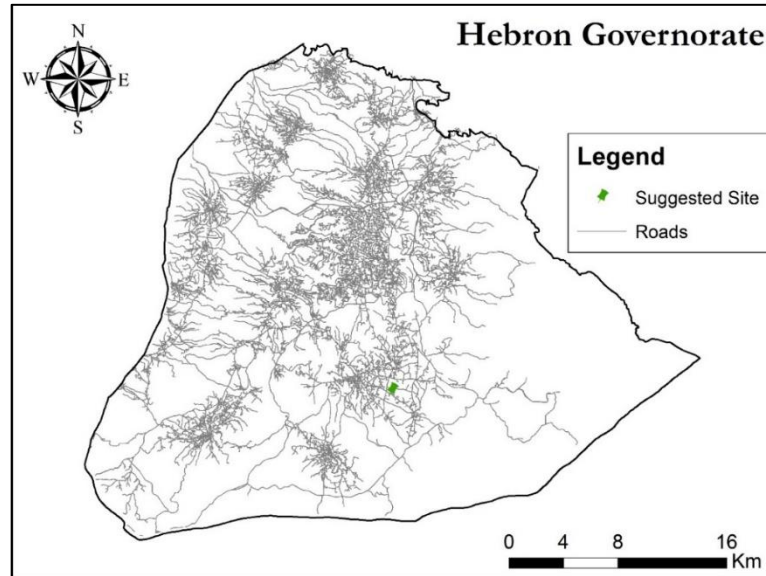 Hebron Governorate
N
W E
S
Legend
Suggested Site
Roads
0 4 8 16
Km